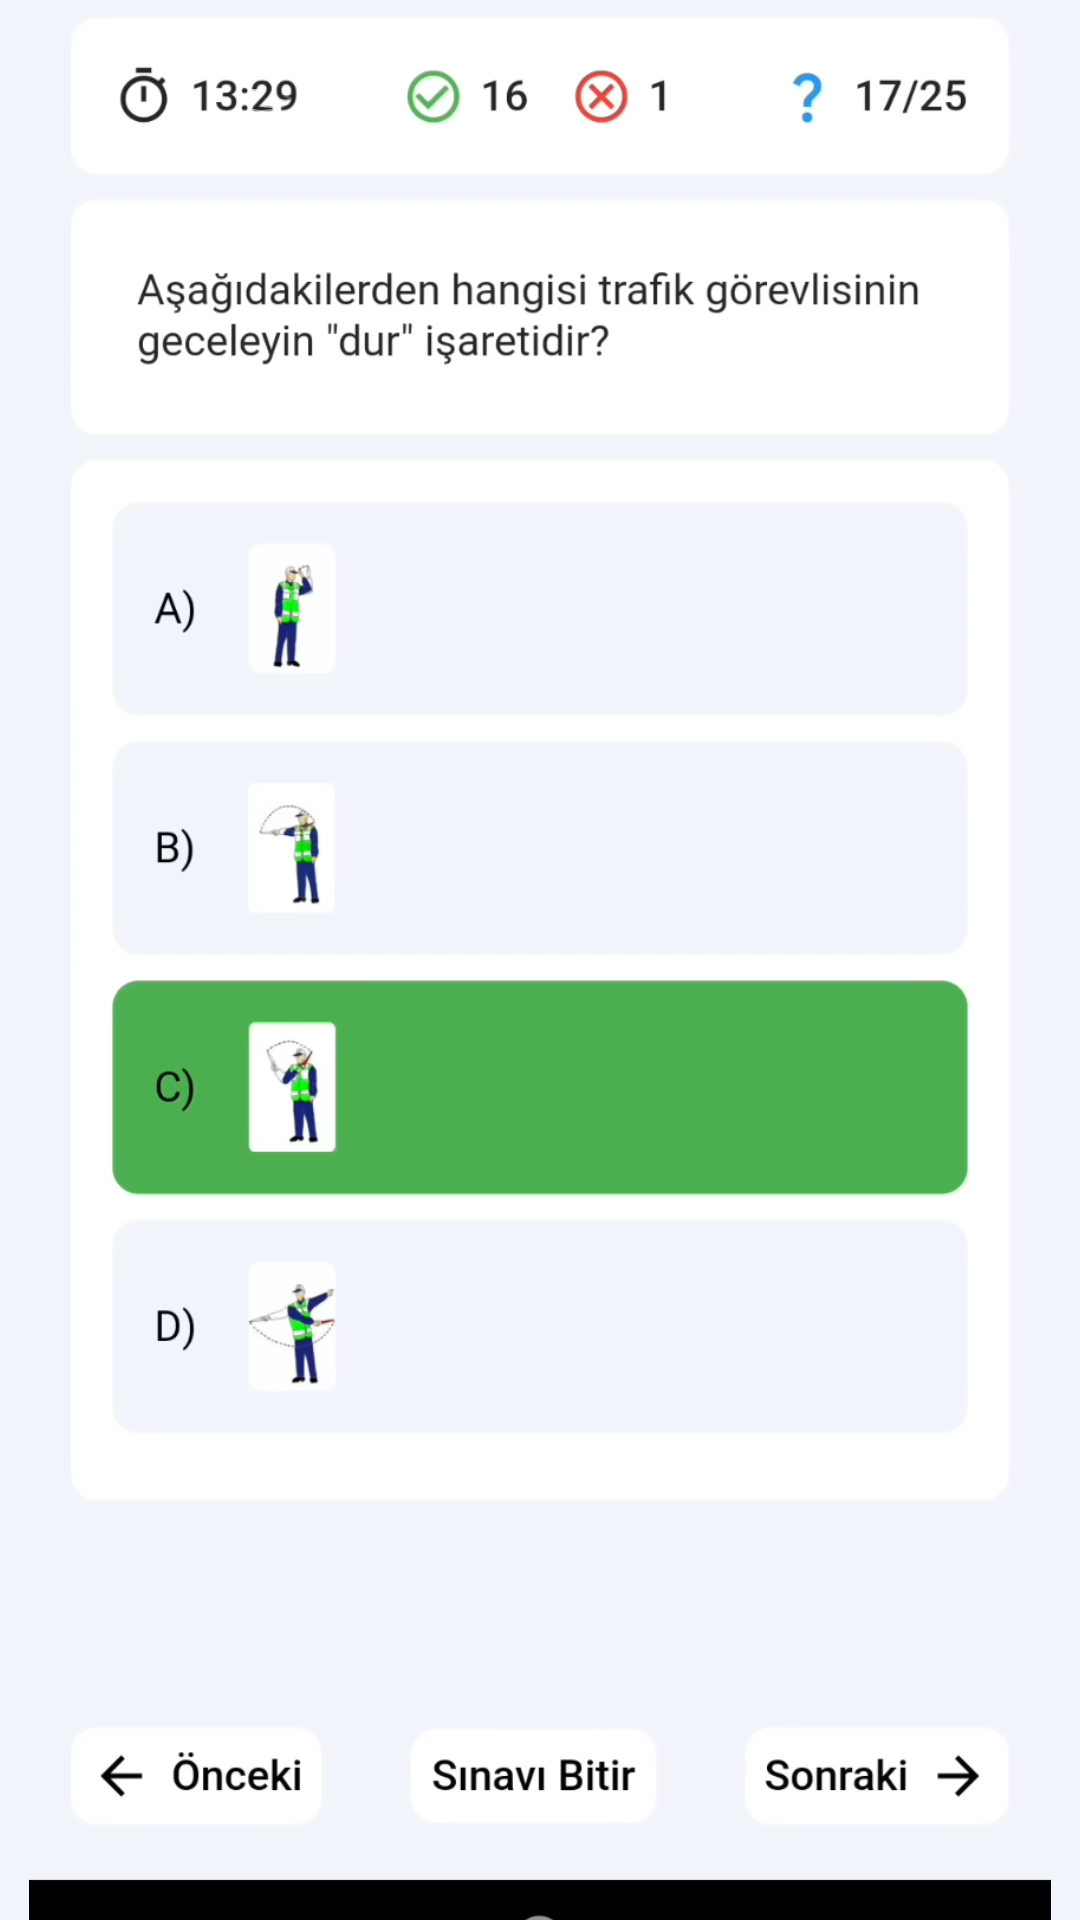 13:29 16 1 ? 17/25
Aşağıdakilerden hangisi trafik görevlisinin
geceleyin "dur" işaretidir?
A)
B)
C)
D)
← Önceki Sınavı Bitir Sonraki →